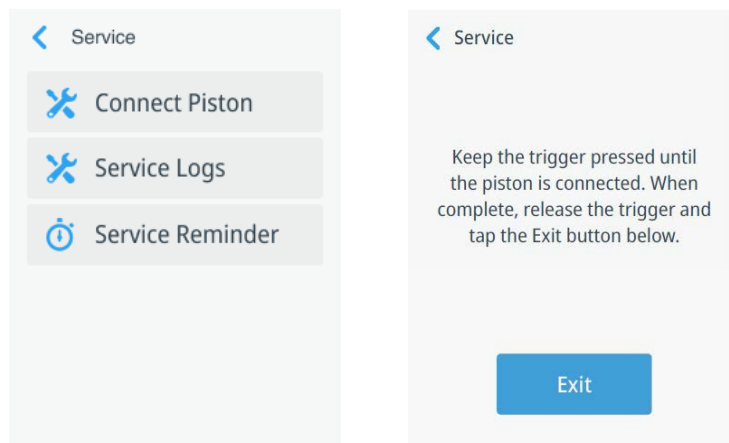 Service
Connect Piston
Service Logs
Service Reminder
Service
Keep the trigger pressed until
the piston is connected. When
complete, release the trigger and
tap the Exit button below.
Exit